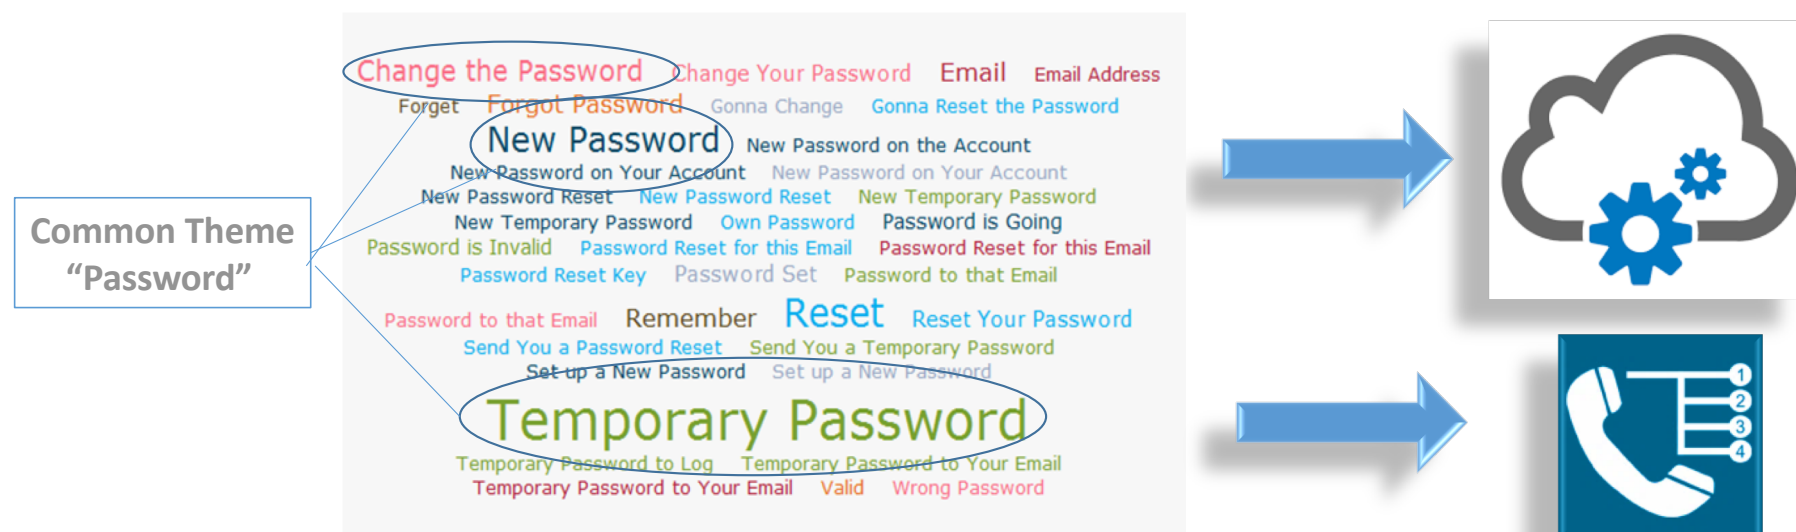 Change the Password Change Your Password Email Email Address
Forget Forgot Password Gonna Change Gonna Reset the Password
New Password New Password on the Account
New Password on Your Account New Password on Your Account
New Password Reset New Password Reset New Temporary Password
New Temporary Password Own Password Password is Going
Password is Invalid Password Reset for this Email Password Reset for this Email
Password Reset Key Password Set Password to that Email
Password to that Email Remember Reset Reset Your Password
Send You a Password Reset Send You a Temporary Password
Set up a New Password Set up a New Password
Temporary Password
Temporary Password to Log Temporary Password to Your Email
Temporary Password to Your Email Valid Wrong Password
Common Theme
“Password”
1
2
3
4